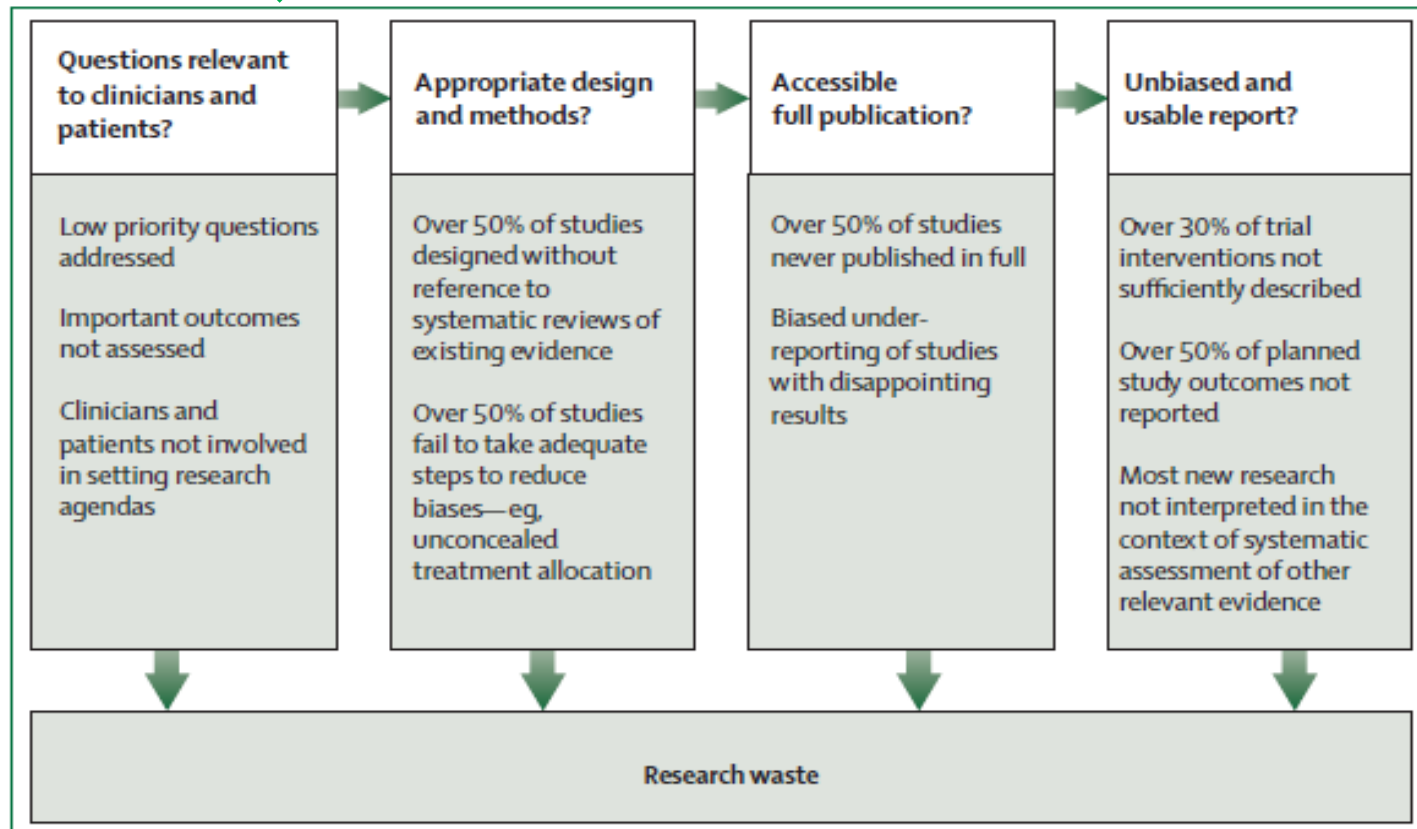 Questions relevant
to clinicians and
patients?
Low priority questions
addressed
Important outcomes
not assessed
Clinicians and
patients not involved
in setting research
agendas
Appropriate design
and methods?
Over 50% of studies
designed without
reference to
systematic reviews of
existing evidence
Over 50% of studies
fail to take adequate
steps to reduce
biases—eg,
unconcealed
treatment allocation
Accessible
full publication?
Over 50% of studies
never published in full
Biased under-
reporting of studies
with disappointing
results
Unbiased and
usable report?
Over 30% of trial
interventions not
sufficiently described
Over 50% of planned
study outcomes not
reported
Most new research
not interpreted in the
context of systematic
assessment of other
relevant evidence
Research waste